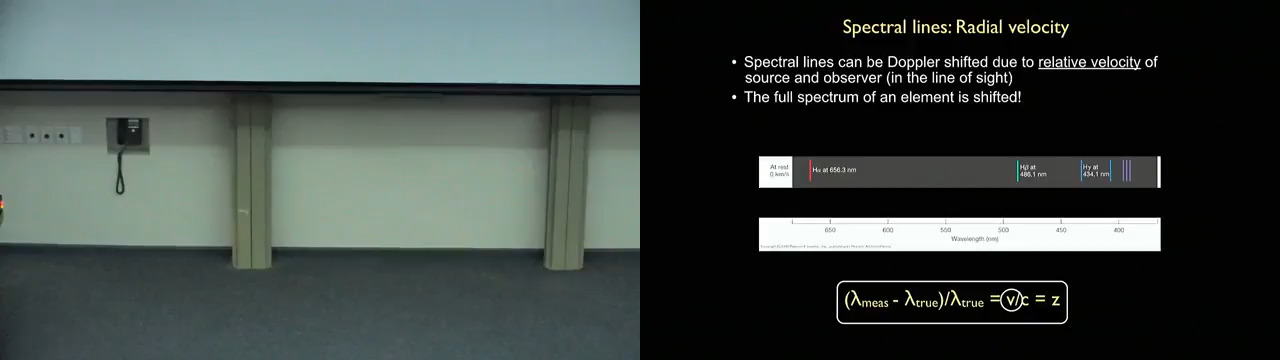 Spectral lines: Radial velocity
• Spectral lines can be Doppler shifted due to relative velocity of
source and observer (in the line of sight)
• The full spectrum of an element is shifted!
At rest
0 km/s
Hα at 656.3 nm
Hβ at
486.1 nm
Hγ at
434.1 nm
650 600 550 500 450 400
Wavelength (nm)
(λmeas - λtrue)/λtrue = v/c = z